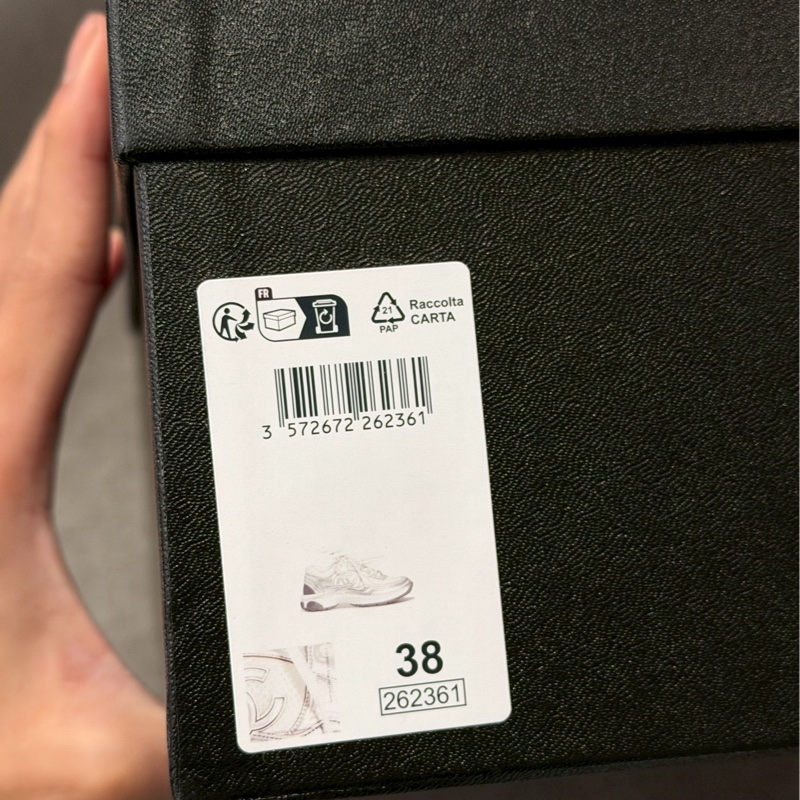 FR
21
PAP
Raccolta
CARTA
3 572672 262361
38
262361